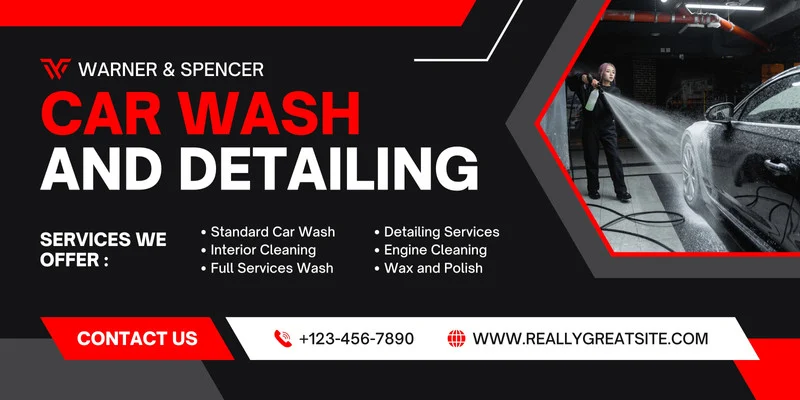 WARNER & SPENCER
CAR WASH
AND DETAILING
SERVICES WE
OFFER :
• Standard Car Wash
• Interior Cleaning
• Full Services Wash
• Detailing Services
• Engine Cleaning
• Wax and Polish
CONTACT US
+123-456-7890
WWW.REALLYGREATSITE.COM